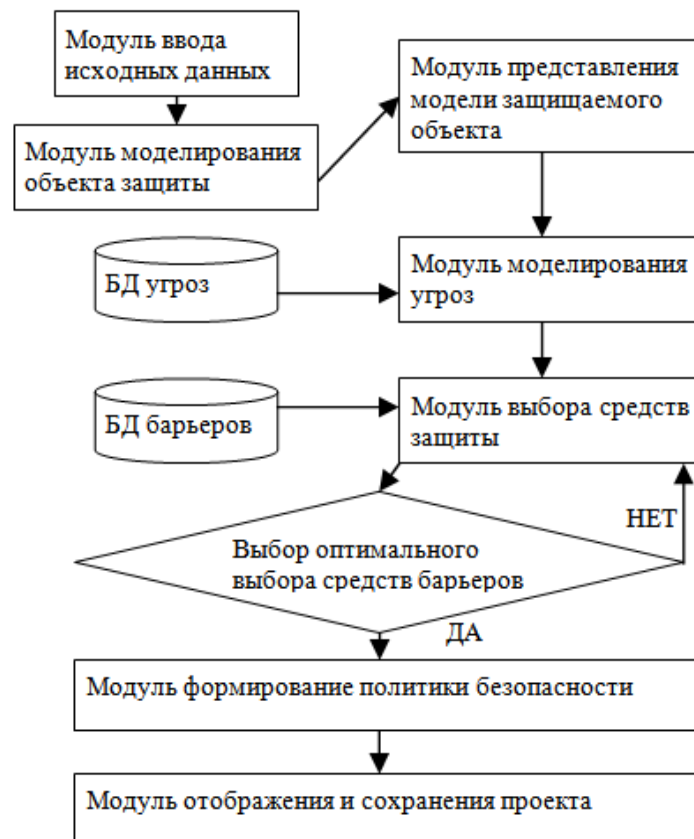 Модуль ввода
исходных данных
Модуль представления
модели защищаемого
объекта
Модуль моделирования
объекта защиты
БД угроз
Модуль моделирования
угроз
БД барьеров
Модуль выбора средств
защиты
НЕТ
Выбор оптимального
выбора средств барьеров
ДА
Модуль формирование политики безопасности
Модуль отображения и сохранения проекта